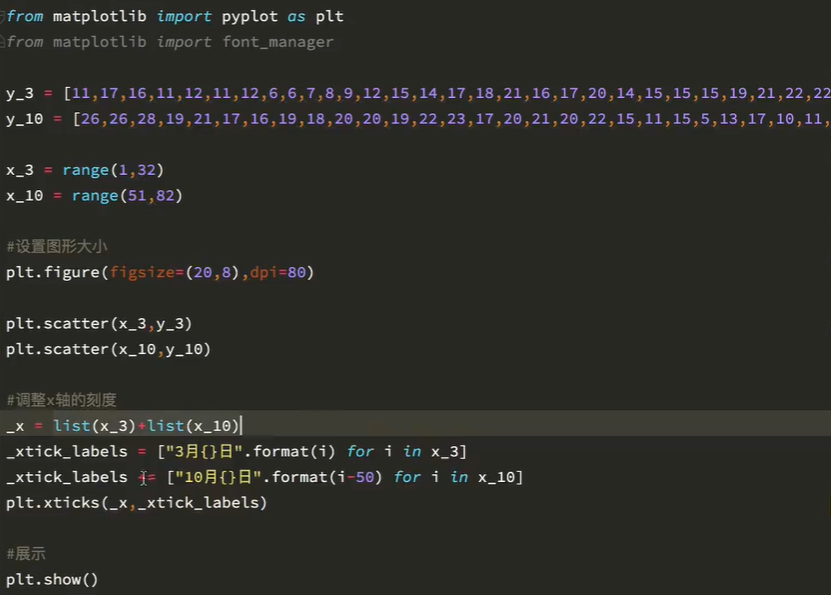 from matplotlib import pyplot as plt
from matplotlib import font_manager
y_3 = [11,17,16,11,12,11,12,6,6,7,8,9,12,15,14,17,18,21,16,17,20,14,15,15,15,19,21,22,22
y_10 = [26,26,28,19,21,17,16,19,18,20,20,19,22,23,17,20,21,20,22,15,11,15,5,13,17,10,11,
x_3 = range(1,32)
x_10 = range(51,82)
#设置图形大小
plt.figure(figsize=(20,8),dpi=80)
plt.scatter(x_3,y_3)
plt.scatter(x_10,y_10)
#调整x轴的刻度
_x = list(x_3)+list(x_10)
_xtick_labels = ["3月{}日".format(i) for i in x_3]
_xtick_labels += ["10月{}日".format(i-50) for i in x_10]
plt.xticks(_x,_xtick_labels)
#展示
plt.show()